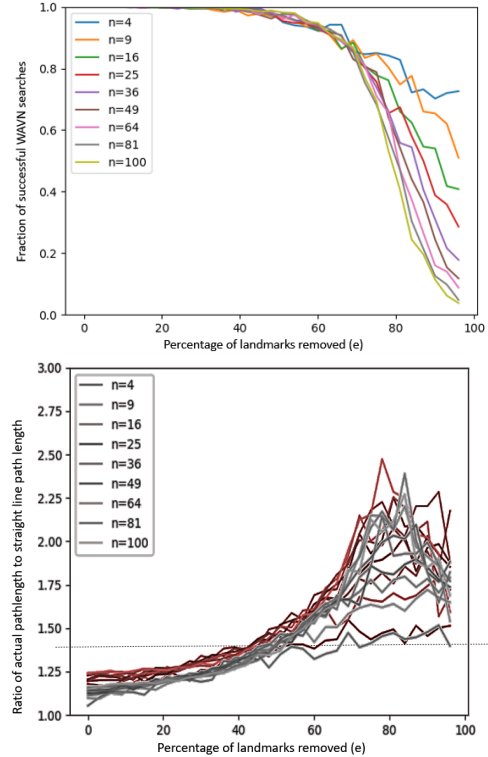 1.0
0.8
0.6
0.4
0.2
0.0
Fraction of successful WAVN searches
n=4
n=9
n=16
n=25
n=36
n=49
n=64
n=81
n=100
0 20 40 60 80 100
Percentage of landmarks removed (e)
3.00
2.75
2.50
2.25
2.00
1.75
1.50
1.25
1.00
Ratio of actual pathlength to straight line path length
n=4
n=9
n=16
n=25
n=36
n=49
n=64
n=81
n=100
0 20 40 60 80 100
Percentage of landmarks removed (e)